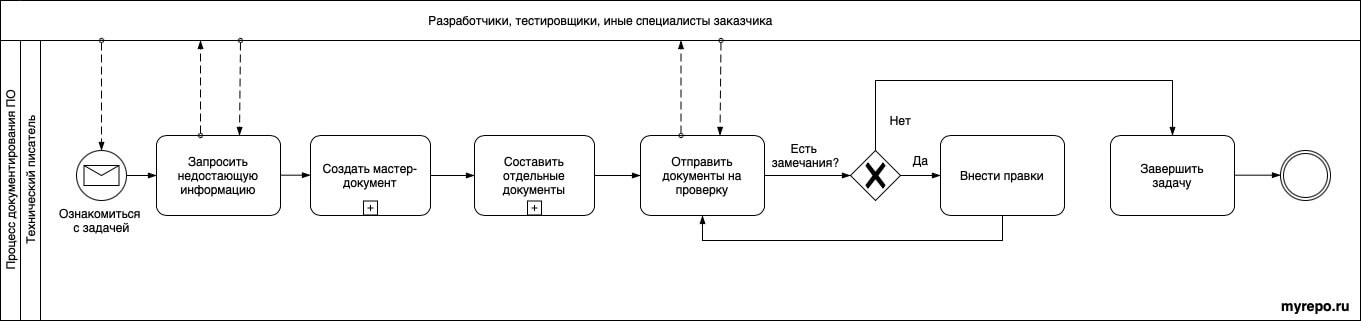 Разработчики, тестировщики, иные специалисты заказчика
Процесс документирования ПО
Технический писатель
Ознакомиться
с задачей
Запросить
недостающую
информацию
Создать мастер-
документ
Составить
отдельные
документы
Отправить
документы на
проверку
Есть
замечания?
Нет
Да
Внести правки
Завершить
задачу
myrepo.ru